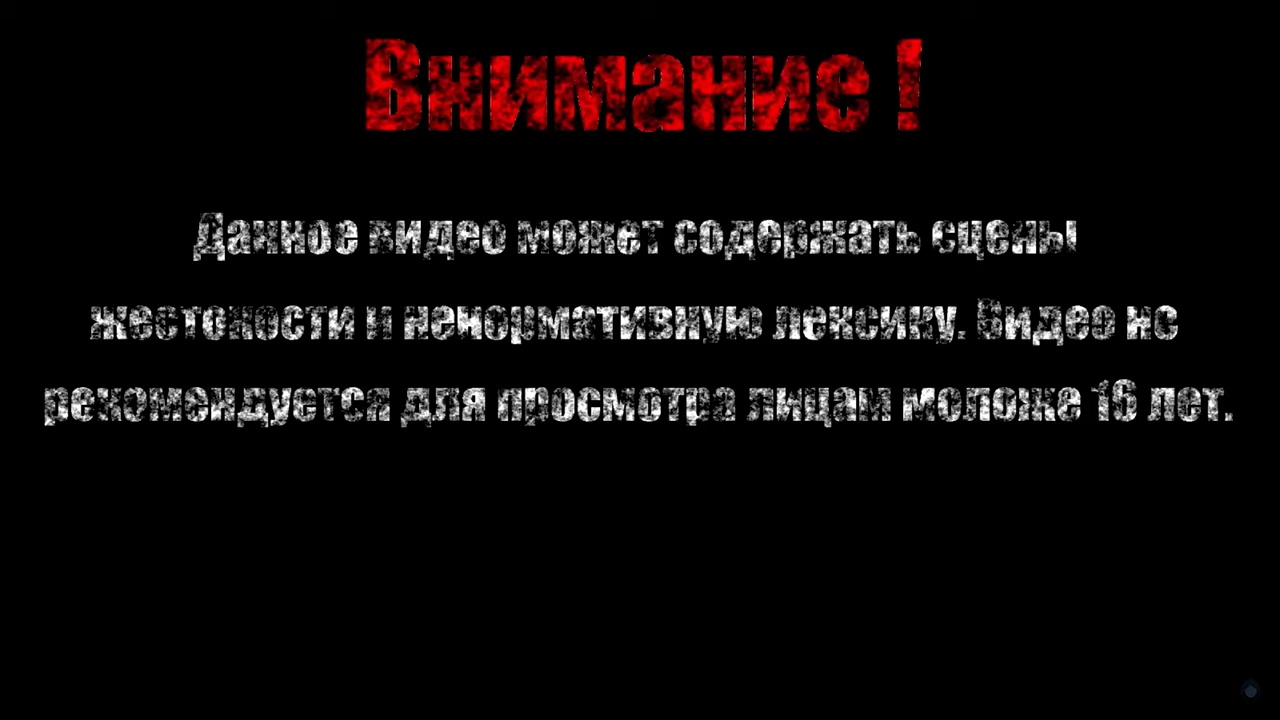 Внимание !
Данное видео может содержать сцены
жестокости и ненормативную лексику. Видео не
рекомендуется для просмотра лицам моложе 16 лет.